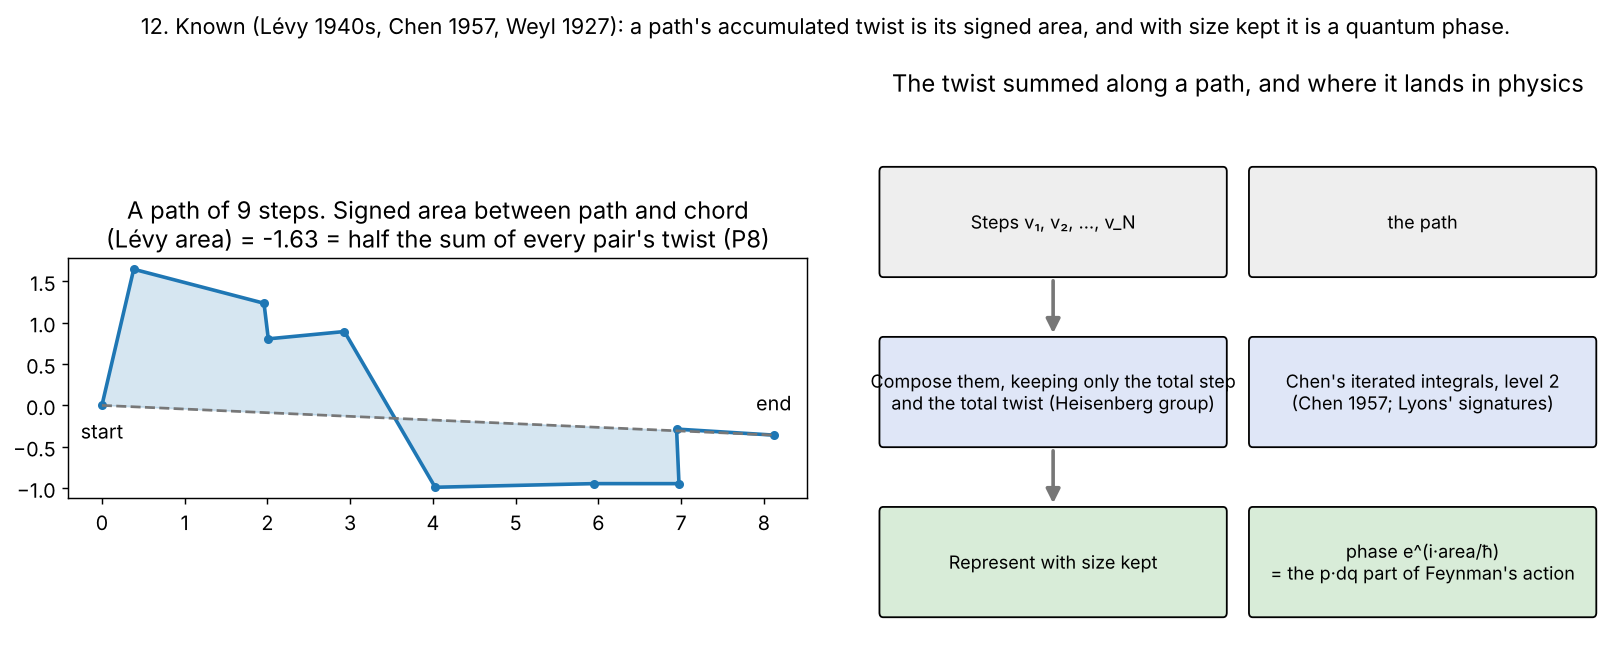 12. Known (Lévy 1940s, Chen 1957, Weyl 1927): a path's accumulated twist is its signed area, and with size kept it is a quantum phase.
The twist summed along a path, and where it lands in physics
A path of 9 steps. Signed area between path and chord
(Lévy area) = -1.63 = half the sum of every pair's twist (P8)
1.5
1.0
0.5
0.0
−0.5
−1.0
start
end
0 1 2 3 4 5 6 7 8
Steps v₁, v₂, ..., v_N
the path
Compose them, keeping only the total step
and the total twist (Heisenberg group)
Chen's iterated integrals, level 2
(Chen 1957; Lyons' signatures)
Represent with size kept
phase e^(i·area/ħ)
= the p·dq part of Feynman's action